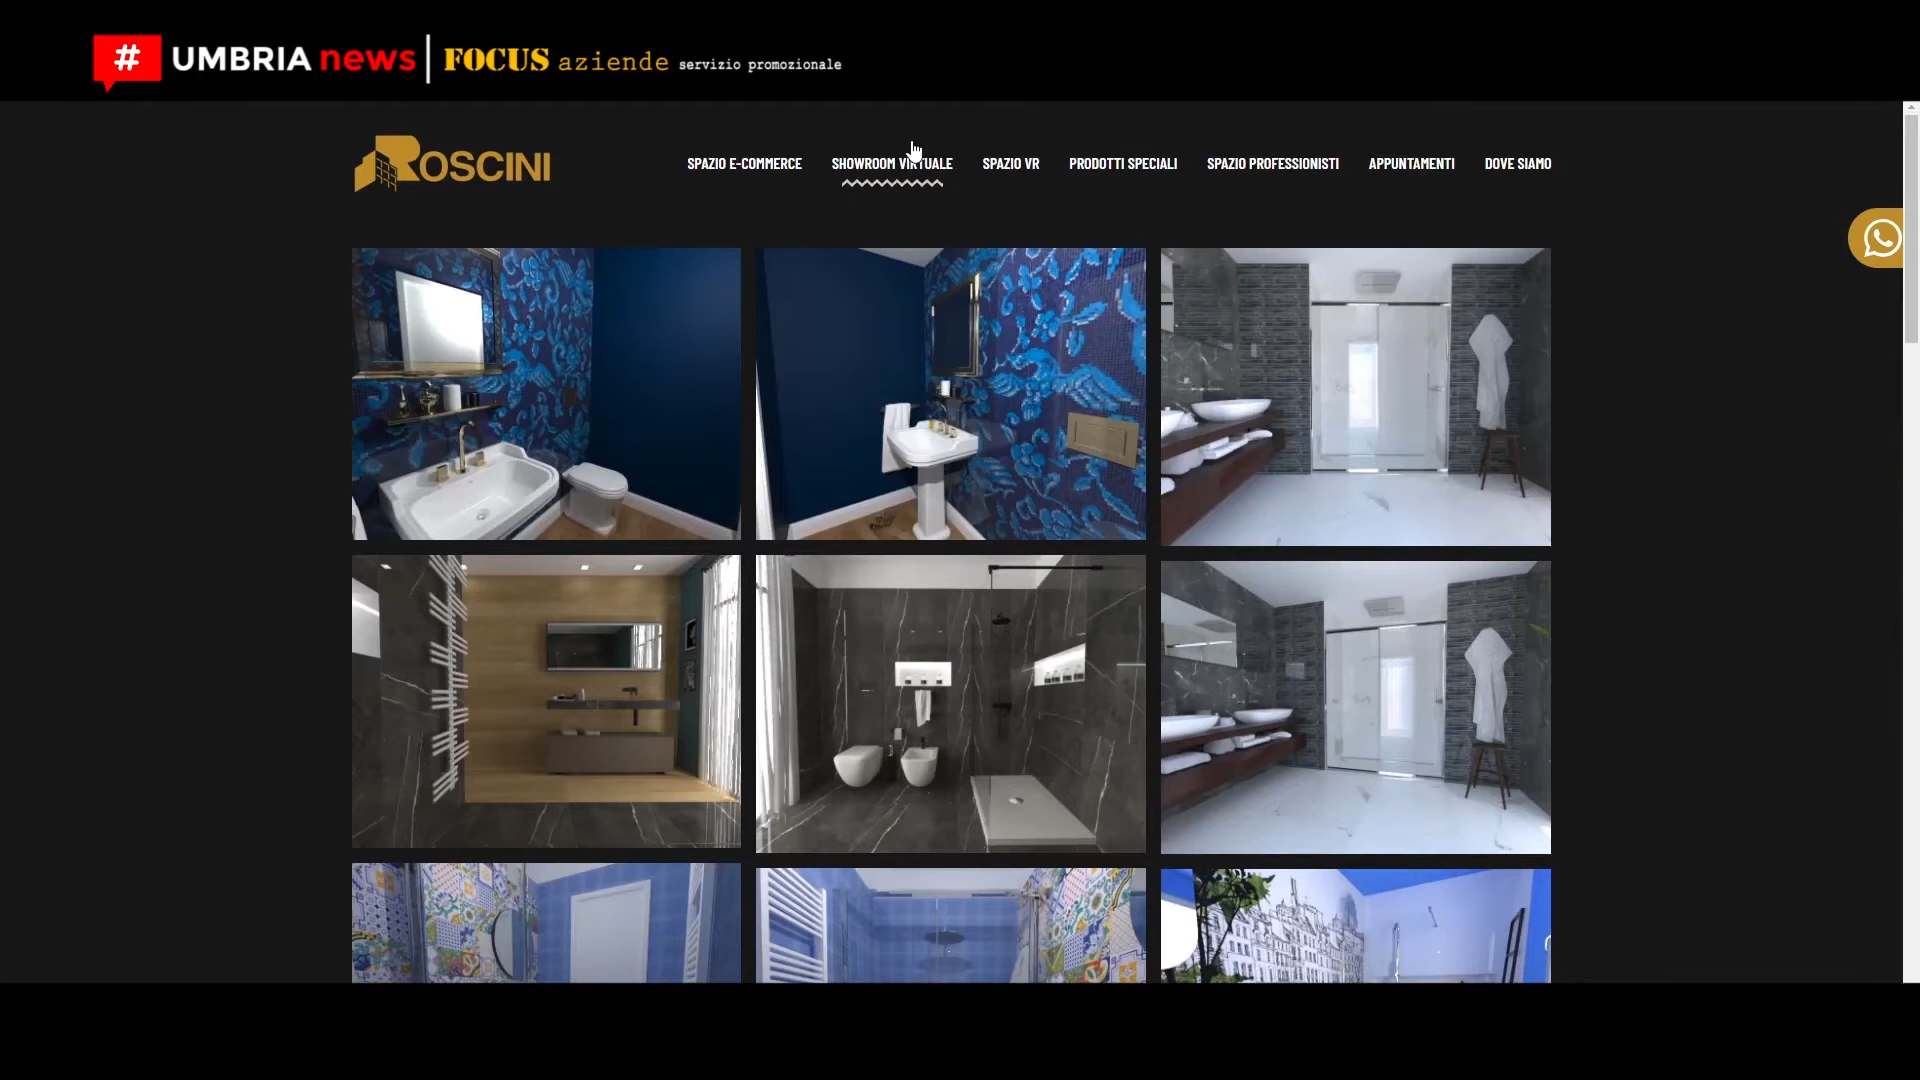 # UMBRIA news | FOCUS aziende servizio promozionale
ROSCINI
SPAZIO E-COMMERCE SHOWROOM VIRTUALE SPAZIO VR PRODOTTI SPECIALI SPAZIO PROFESSIONISTI APPUNTAMENTI DOVE SIAMO